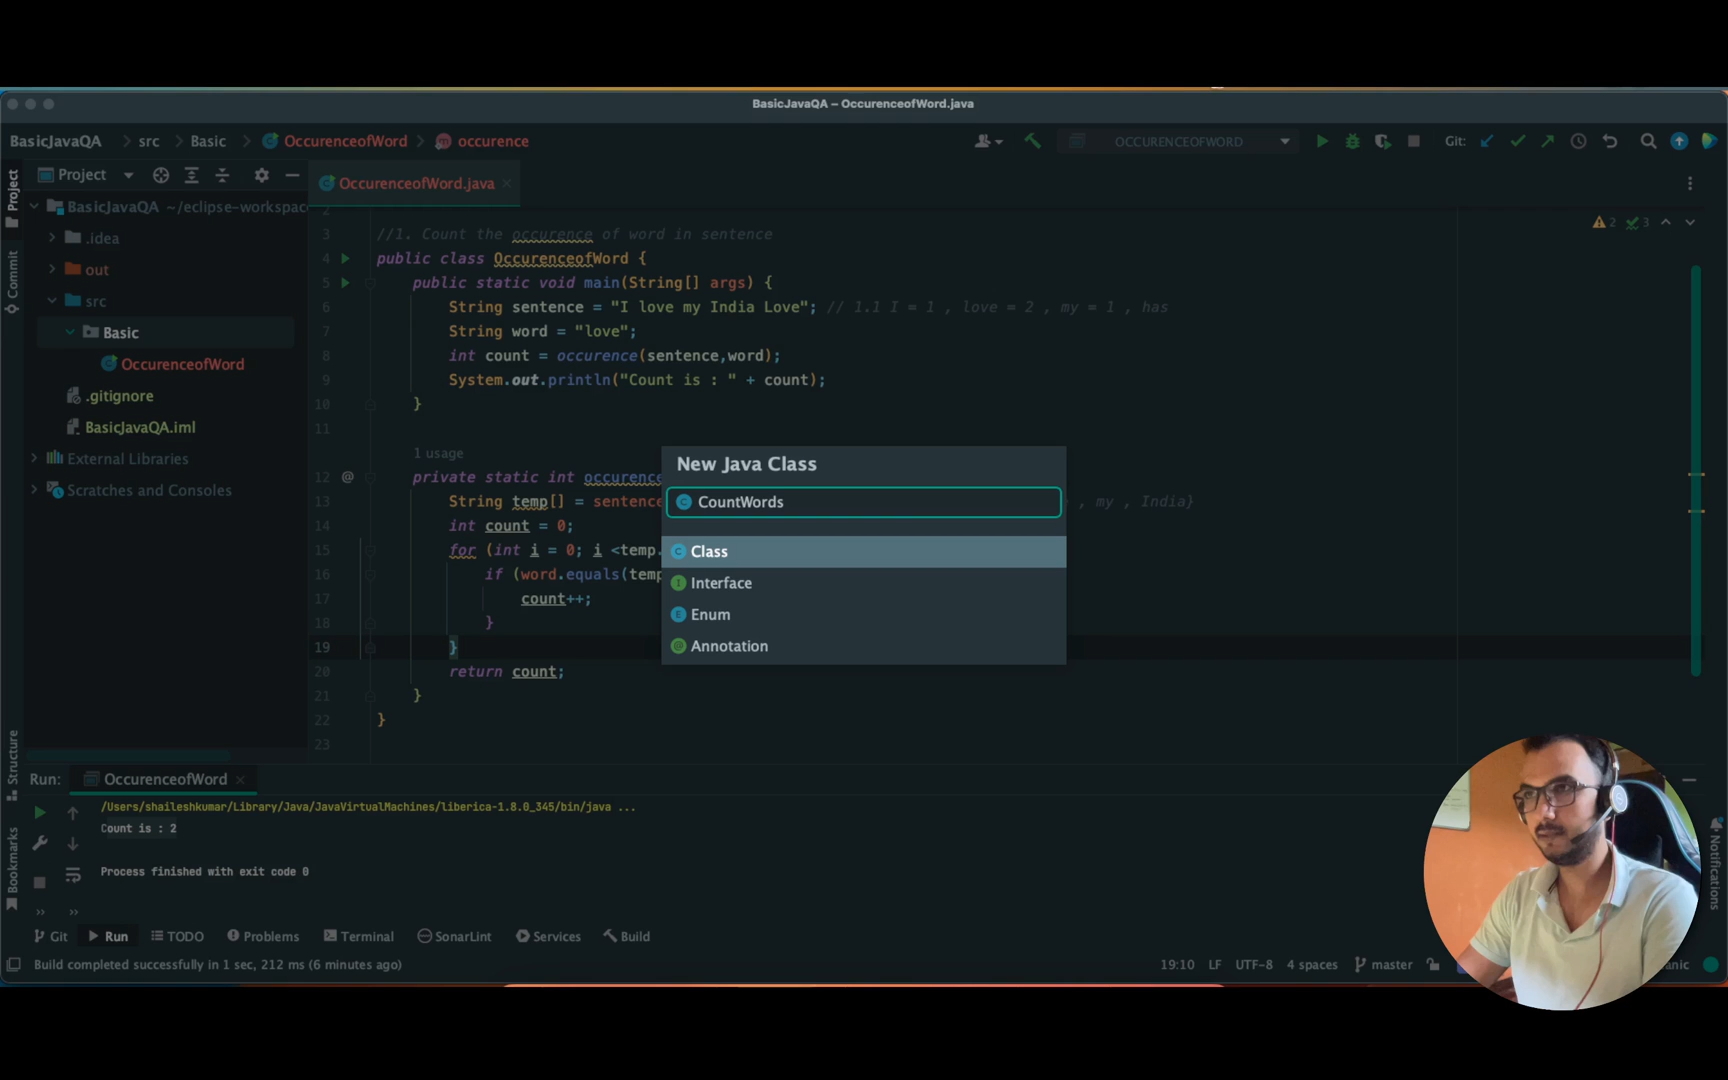 BasicJavaQA – OccurenceofWord.java
BasicJavaQA > src > Basic > OccurenceofWord > occurence
OCCURENCEOFWORD
Git:
Project
OccurenceofWord.java
Project
Commit
Structure
Bookmarks
Notifications
BasicJavaQA ~/eclipse-workspac
.idea
out
src
Basic
OccurenceofWord
.gitignore
BasicJavaQA.iml
External Libraries
Scratches and Consoles
2 3
2
3 //1. Count the occurence of word in sentence
4 public class OccurenceofWord {
5 public static void main(String[] args) {
6 String sentence = "I love my India Love"; // 1.1 I = 1 , love = 2 , my = 1 , has
7 String word = "love";
8 int count = occurence(sentence,word);
9 System.out.println("Count is : " + count);
10 }
11
1 usage
12 private static int occurence
13 String temp[] = sentence , my , India}
14 int count = 0;
15 for (int i = 0; i <temp.
16 if (word.equals(temp
17 count++;
18 }
19 }
20 return count;
21 }
22 }
23
New Java Class
CountWords
Class
Interface
Enum
Annotation
Run: OccurenceofWord
/Users/shaileshkumar/Library/Java/JavaVirtualMachines/liberica-1.8.0_345/bin/java ...
Count is : 2
Process finished with exit code 0
Git Run TODO Problems Terminal SonarLint Services Build
Build completed successfully in 1 sec, 212 ms (6 minutes ago)
19:10 LF UTF-8 4 spaces master anic